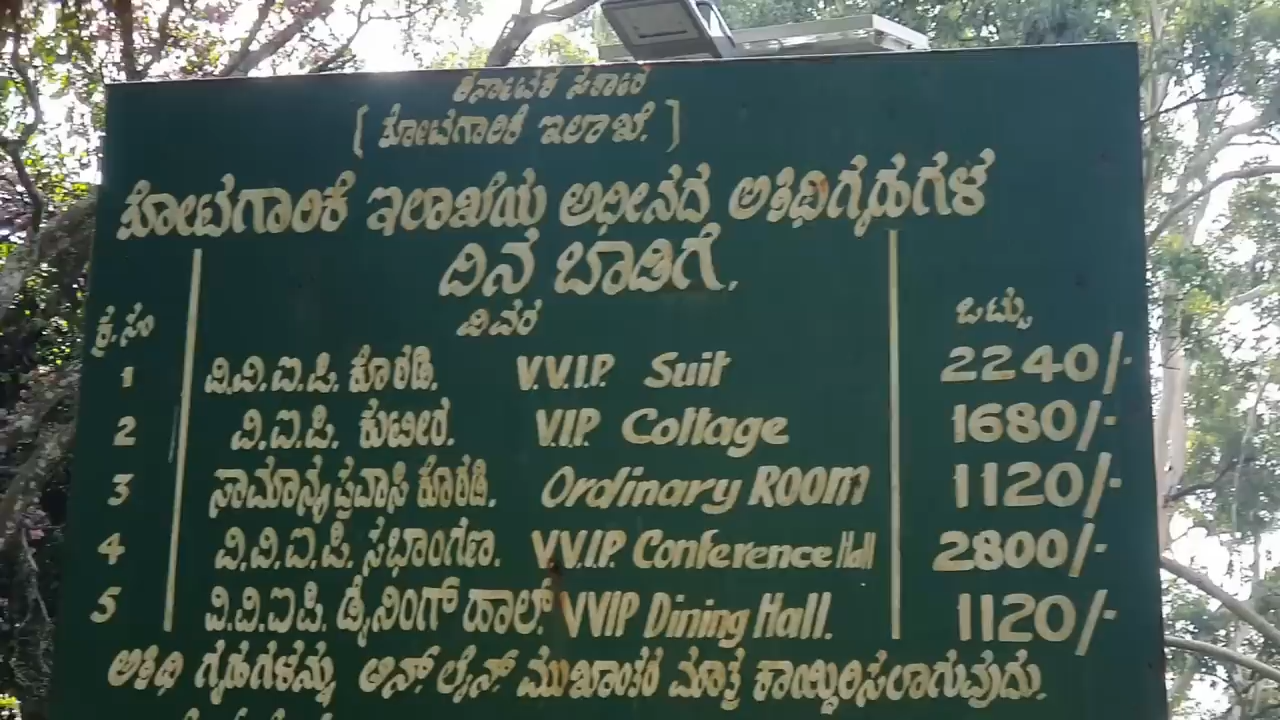 ಕರ್ನಾಟಕ ಸರ್ಕಾರ
[ ತೋಟಗಾರಿಕೆ ಇಲಾಖೆ. ]
ತೋಟಗಾರಿಕೆ ಇಲಾಖೆಯ ಅಧೀನದ ಅತಿಥಿಗೃಹಗಳ
ದಿನ ಬಾಡಿಗೆ.
ಕ್ರ.ಸಂ ವಿವರ ಒಟ್ಟು
1 ವಿ.ವಿ.ಐ.ಪಿ. ಕೊಠಡಿ. V.V.I.P. Suit 2240/-
2 ವಿ.ಐ.ಪಿ. ಕುಟೀರ. V.I.P. Cottage 1680/-
3 ಸಾಮಾನ್ಯ ಪ್ರವಾಸಿ ಕೊಠಡಿ. Ordinary ROOM 1120/-
4 ವಿ.ವಿ.ಐ.ಪಿ. ಸಭಾಂಗಣ. V.V.I.P. Conference Hall 2800/-
5 ವಿ.ವಿ.ಐ.ಪಿ. ಡೈನಿಂಗ್ ಹಾಲ್. VVIP Dining Hall. 1120/-
ಅತಿಥಿ ಗೃಹಗಳನ್ನು ಆನ್ ಲೈನ್ ಮುಖಾಂತರ ಮಾತ್ರ ಕಾಯ್ದಿರಿಸಲಾಗುವುದು.